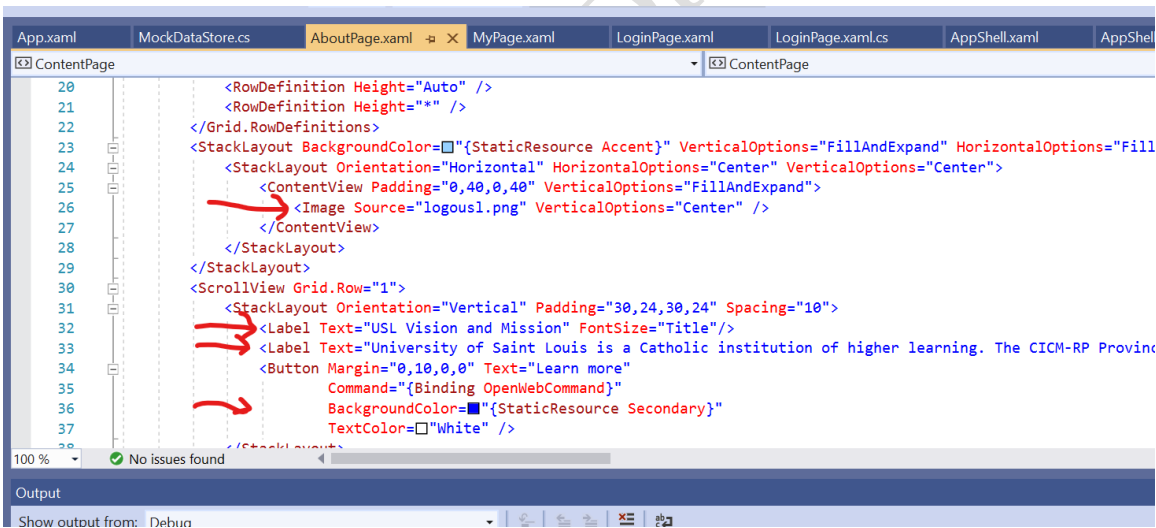 App.xaml MockDataStore.cs AboutPage.xaml MyPage.xaml LoginPage.xaml LoginPage.xaml.cs AppShell.xaml AppShell
ContentPage ContentPage
20 <RowDefinition Height="Auto" />
21 <RowDefinition Height="*" />
22 </Grid.RowDefinitions>
23 <StackLayout BackgroundColor="{StaticResource Accent}" VerticalOptions="FillAndExpand" HorizontalOptions="Fill
24 <StackLayout Orientation="Horizontal" HorizontalOptions="Center" VerticalOptions="Center">
25 <ContentView Padding="0,40,0,40" VerticalOptions="FillAndExpand">
26 <Image Source="logousl.png" VerticalOptions="Center" />
27 </ContentView>
28 </StackLayout>
29 </StackLayout>
30 <ScrollView Grid.Row="1">
31 <StackLayout Orientation="Vertical" Padding="30,24,30,24" Spacing="10">
32 <Label Text="USL Vision and Mission" FontSize="Title"/>
33 <Label Text="University of Saint Louis is a Catholic institution of higher learning. The CICM-RP Provinc
34 <Button Margin="0,10,0,0" Text="Learn more"
35 Command="{Binding OpenWebCommand}"
36 BackgroundColor="{StaticResource Secondary}"
37 TextColor="White" />
38 </StackLayout>
100 % No issues found
Output
Show output from: Debug